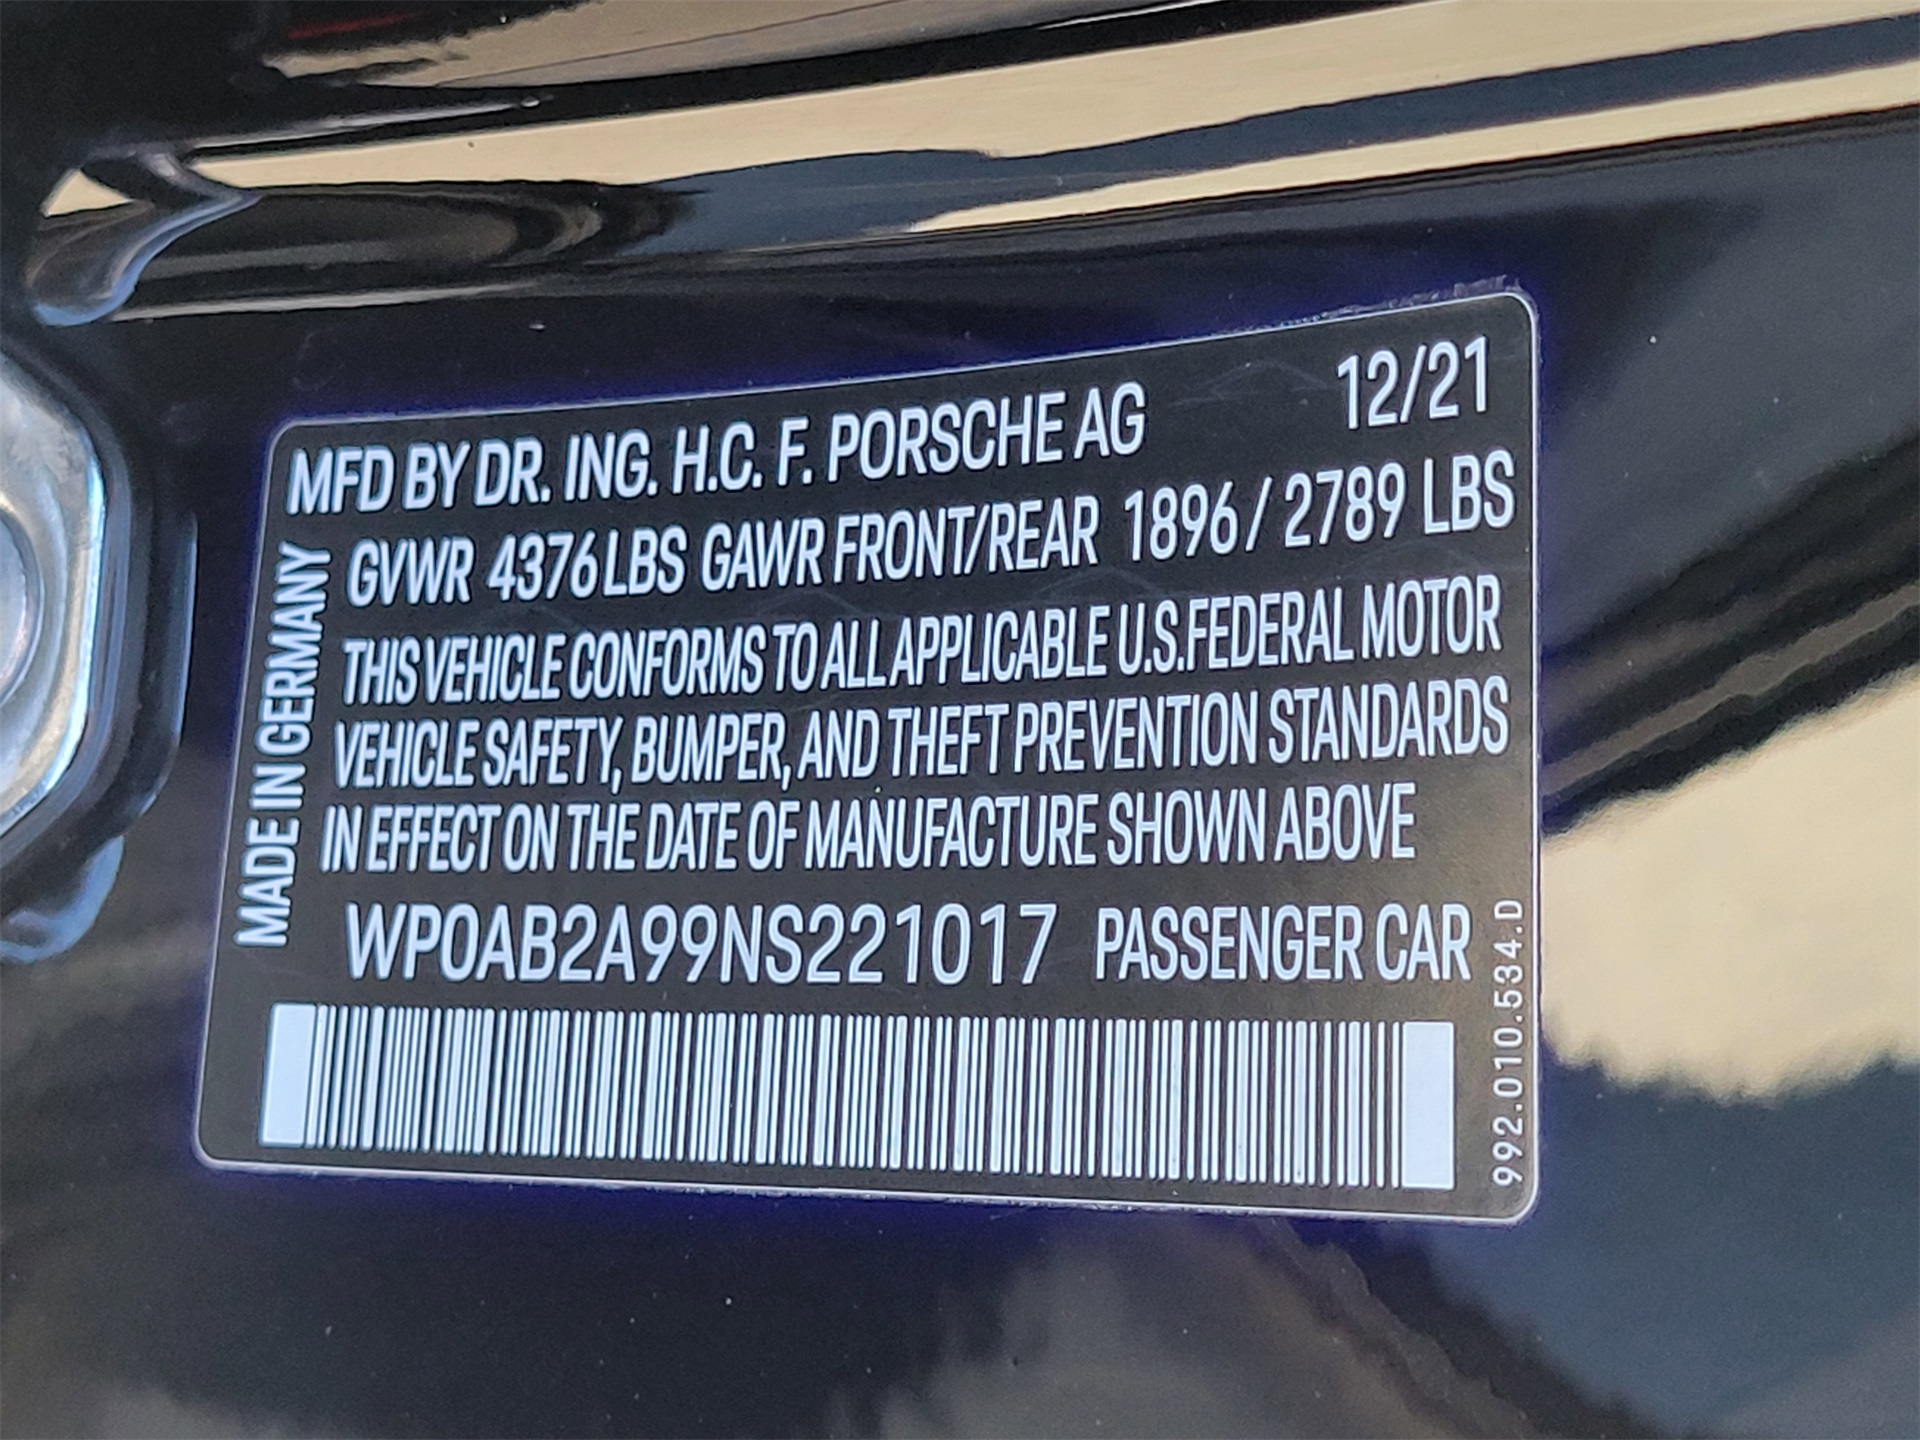 MFD BY DR. ING. H.C. F. PORSCHE AG 12/21
GVWR 4376 LBS GAWR FRONT/REAR 1896 / 2789 LBS
THIS VEHICLE CONFORMS TO ALL APPLICABLE U.S.FEDERAL MOTOR
VEHICLE SAFETY, BUMPER, AND THEFT PREVENTION STANDARDS
IN EFFECT ON THE DATE OF MANUFACTURE SHOWN ABOVE
WP0AB2A99NS221017 PASSENGER CAR
MADE IN GERMANY
992.010.534.D